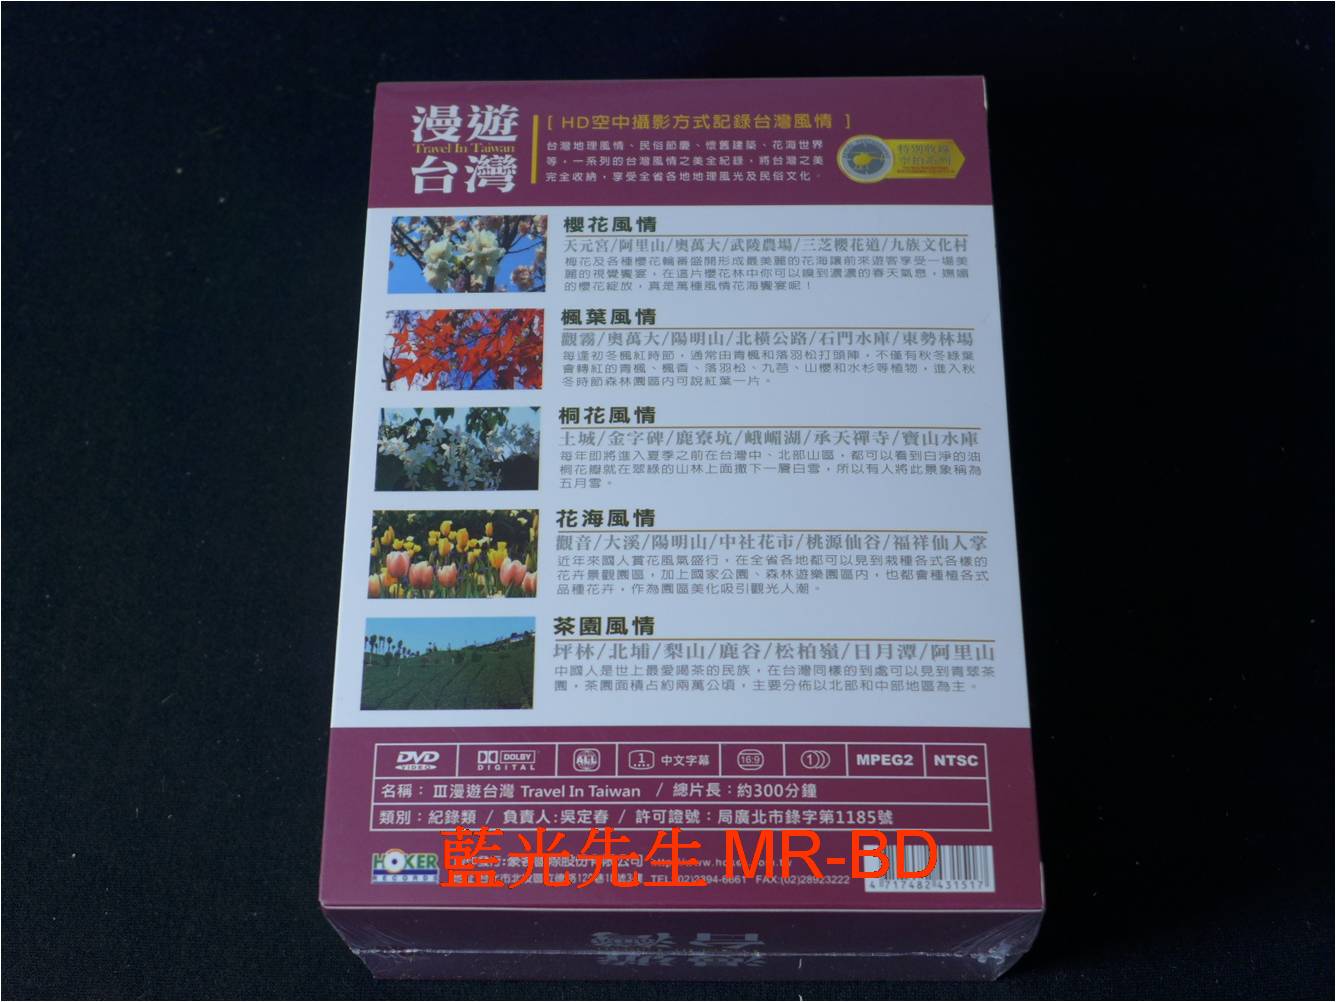 漫遊
Travel In Taiwan
台灣
[ HD空中攝影方式記錄台灣風情 ]
台灣地理風情、民俗節慶、懷舊建築、花海世界
等,一系列的台灣風情之美全紀錄,將台灣之美
完全收納,享受全省各地地理風光及民俗文化。
特別收錄
空拍系列
櫻花風情
天元宮/阿里山/奧萬大/武陵農場/三芝櫻花道/九族文化村
梅花及各種櫻花輪番盛開形成最美麗的花海讓前來遊客享受一場美
麗的視覺饗宴,在這片櫻花林中你可以嗅到濃濃的春天氣息,嫵媚
的櫻花綻放,真是萬種風情花海饗宴呢!
楓葉風情
觀霧/奧萬大/陽明山/北橫公路/石門水庫/東勢林場
每逢初冬楓紅時節,通常由青楓和落羽松打頭陣,不僅有秋冬綠葉
會轉紅的青楓、楓香、落羽松、九芎、山櫻和水杉等植物,進入秋
冬時節森林園區內可說紅葉一片。
桐花風情
土城/金字碑/鹿寮坑/峨嵋湖/承天禪寺/寶山水庫
每年即將進入夏季之前在台灣中、北部山區,都可以看到白淨的油
桐花瓣就在翠綠的山林上面撒下一層白雪,所以有人將此景象稱為
五月雪。
花海風情
觀音/大溪/陽明山/中社花市/桃源仙谷/福祥仙人掌
近年來國人賞花風氣盛行,在全省各地都可以見到栽種各式各樣的
花卉景觀園區,加上國家公園、森林遊樂園區內,也都會種植各式
品種花卉,作為園區美化吸引觀光人潮。
茶園風情
坪林/北埔/梨山/鹿谷/松柏嶺/日月潭/阿里山
中國人是世上最愛喝茶的民族,在台灣同樣的到處可以見到青翠茶
園,茶園面積占約兩萬公頃,主要分佈以北部和中部地區為主。
DVD VIDEO DOLBY DIGITAL ALL 1 中文字幕 16:9 1 MPEG2 NTSC
名稱: III漫遊台灣 Travel In Taiwan / 總片長:約300分鐘
類別:紀錄類 / 負責人:吳定春 / 許可證號:局廣北市錄字第1185號
藍光先生 MR-BD
HOKER RECORDS
TEL:(02)2394-6661 FAX:(02)28923222
4 717482 431517